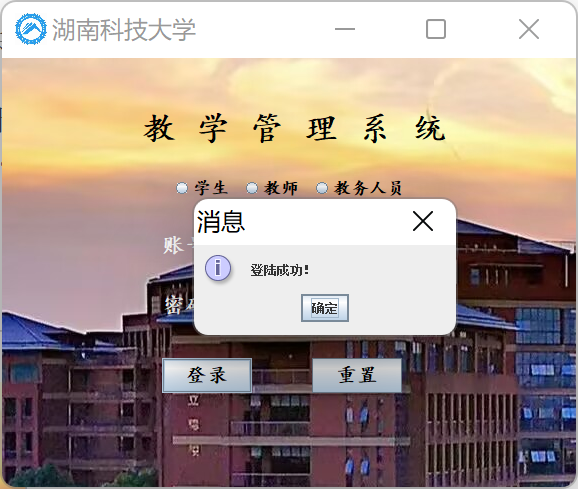 湖南科技大学
教学管理系统
学生 教师 教务人员
消息
账
登陆成功！
确定
密
登录 重置
立